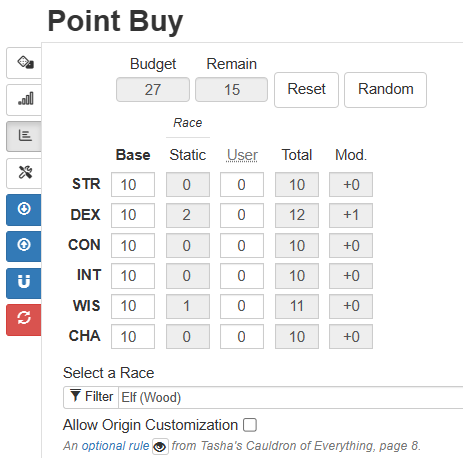 Point Buy
Budget Remain
27 15 Reset Random
Race
Base Static User Total Mod.
STR 10 0 0 10 +0
DEX 10 2 0 12 +1
CON 10 0 0 10 +0
INT 10 0 0 10 +0
WIS 10 1 0 11 +0
CHA 10 0 0 10 +0
Select a Race
Filter Elf (Wood)
Allow Origin Customization
An optional rule from Tasha's Cauldron of Everything, page 8.